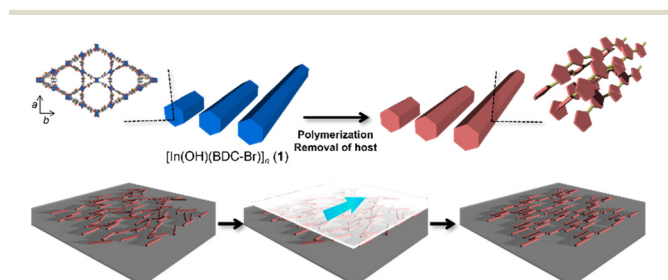 a
b
[In(OH)(BDC-Br)]n (1)
Polymerization
Removal of host